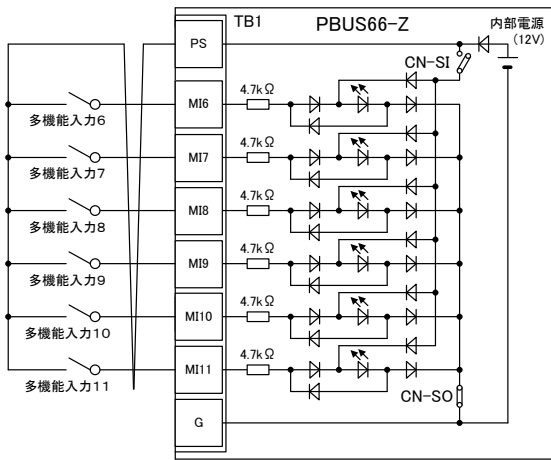 TB1
PBUS66-Z
内部電源
(12V)
PS
CN-SI
4.7kΩ
MI6
多機能入力6
4.7kΩ
MI7
多機能入力7
4.7kΩ
MI8
多機能入力8
4.7kΩ
MI9
多機能入力9
4.7kΩ
MI10
多機能入力10
4.7kΩ
MI11
多機能入力11
CN-SO
G